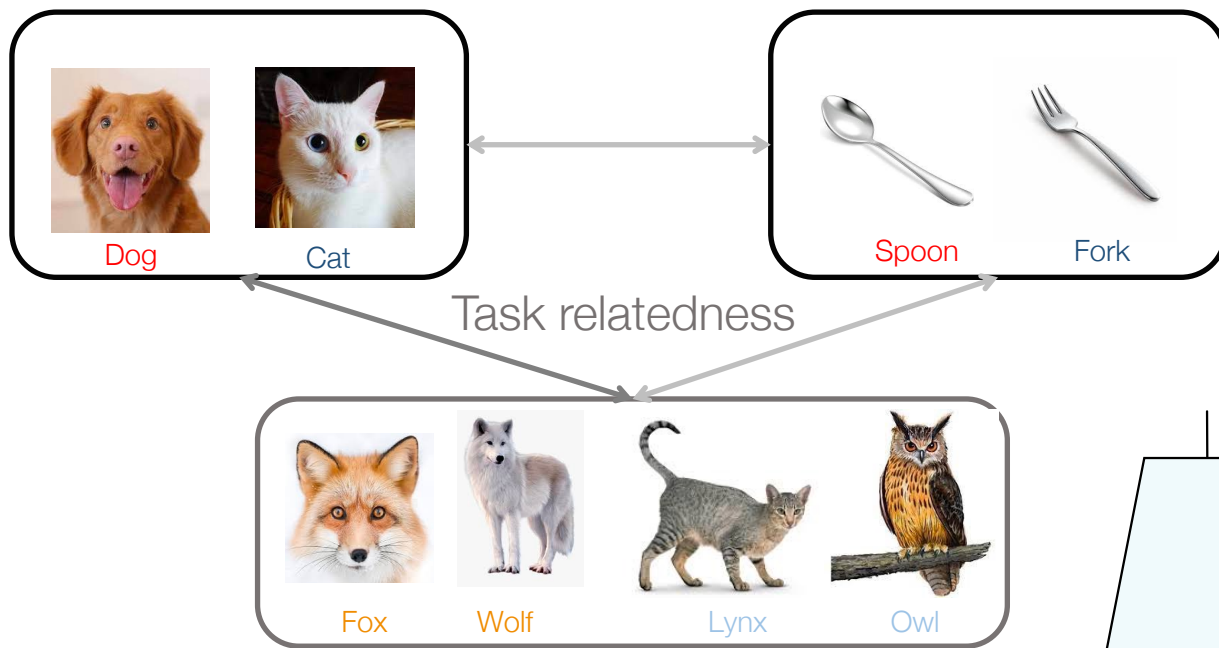 Dog
Cat
Spoon
Fork
Task relatedness
Fox
Wolf
Lynx
Owl